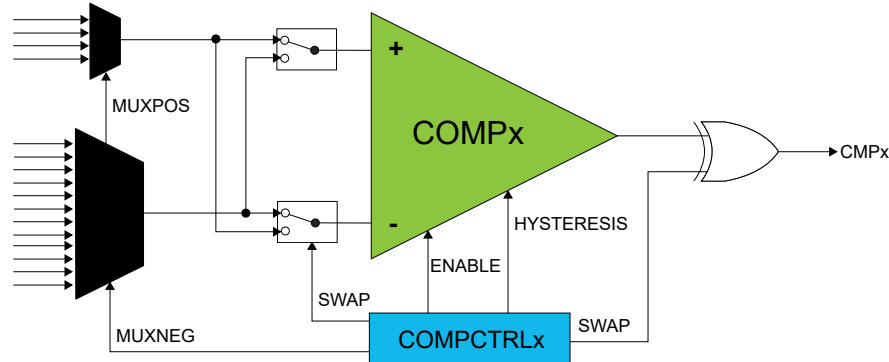 MUXPOS
+
COMPx
CMPx
-
HYSTERESIS
ENABLE
SWAP
SWAP
MUXNEG
COMPCTRLx